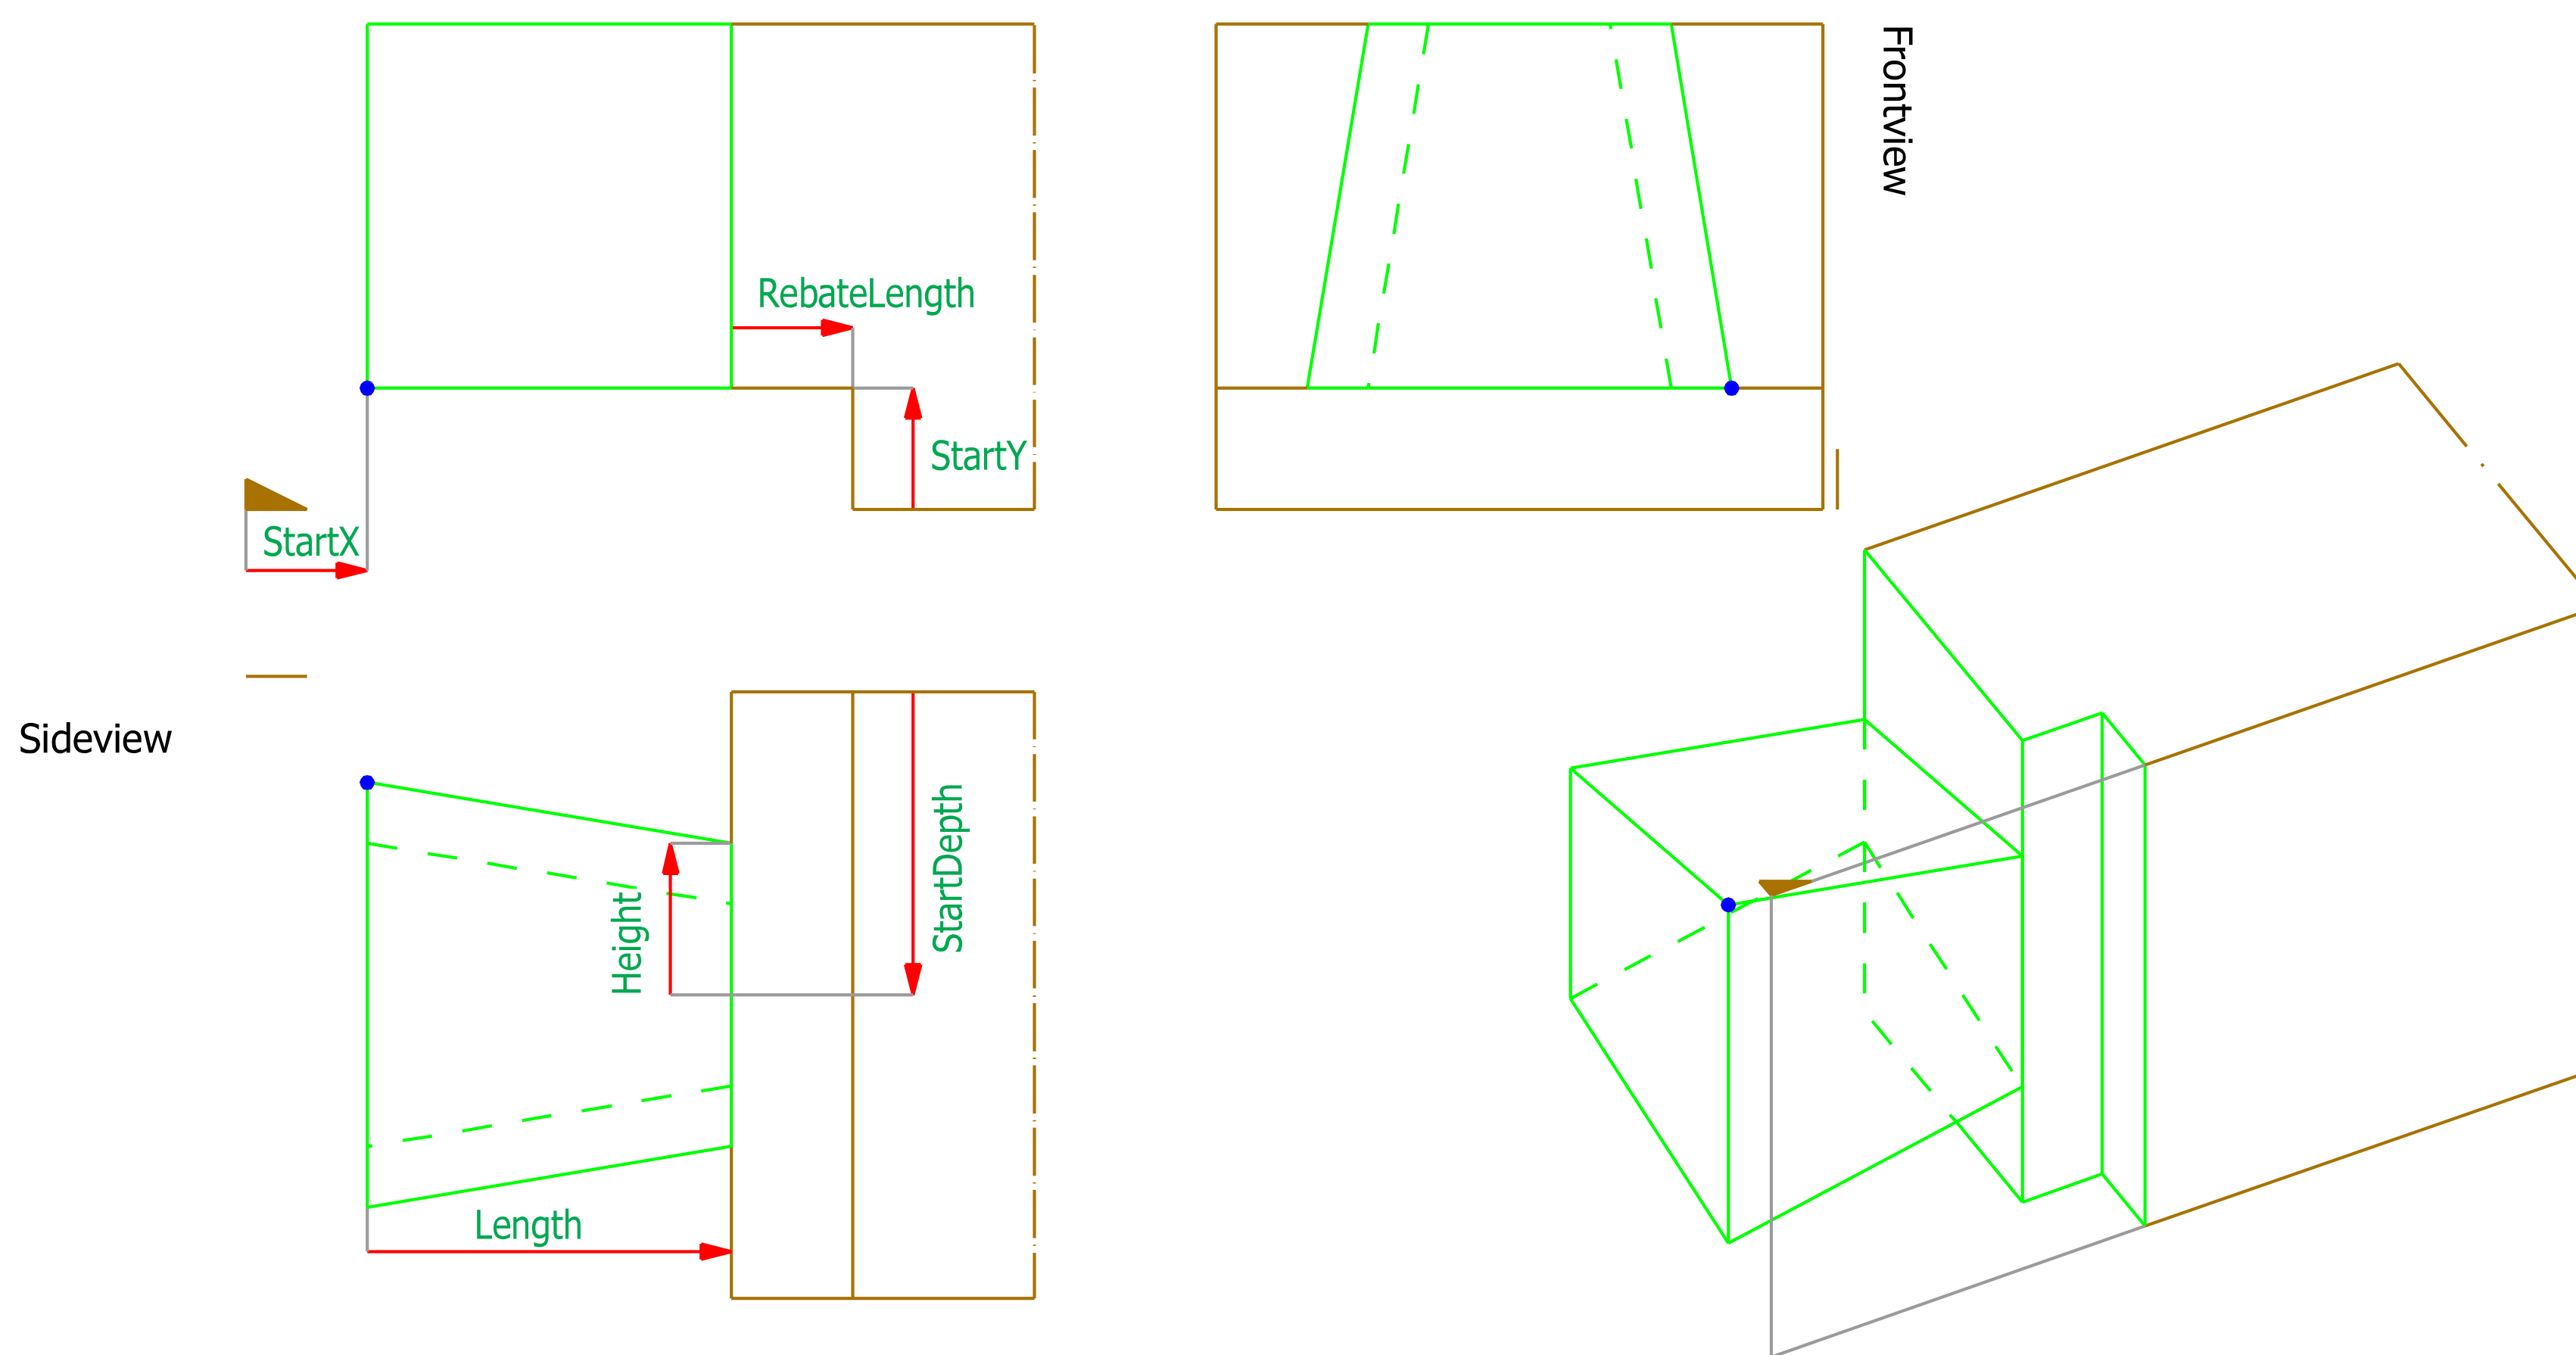 Frontview
RebateLength
StartY
StartX
Sideview
StartDepth
Height
Length